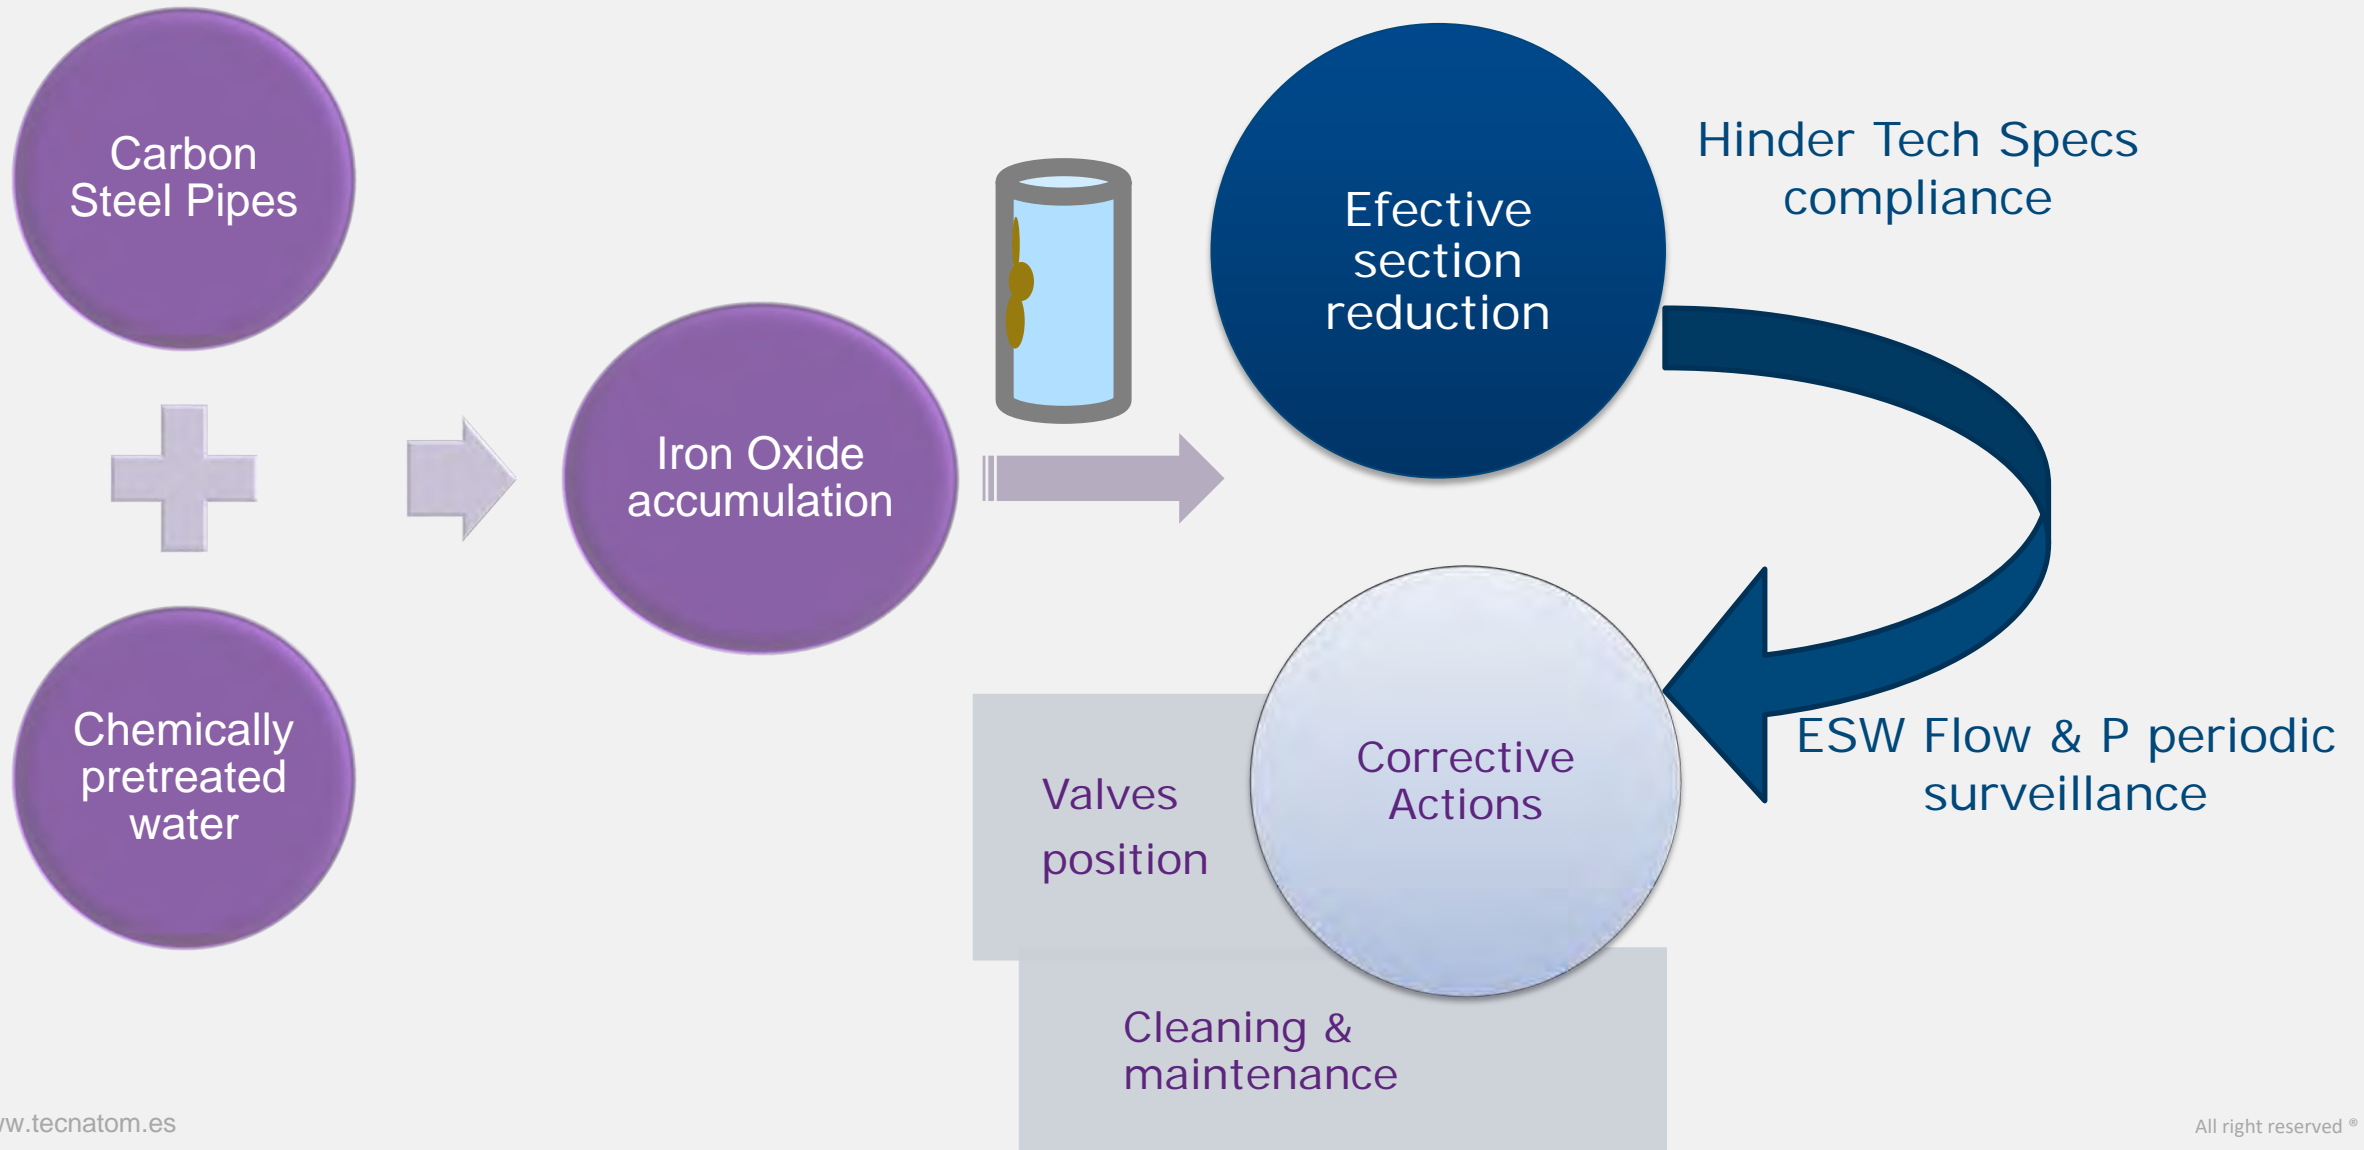 Carbon
Steel Pipes
Chemically
pretreated
water
Iron Oxide
accumulation
Efective
section
reduction
Hinder Tech Specs
compliance
ESW Flow & P periodic
surveillance
Corrective
Actions
Valves
position
Cleaning &
maintenance
w.tecnatom.es
All right reserved ®